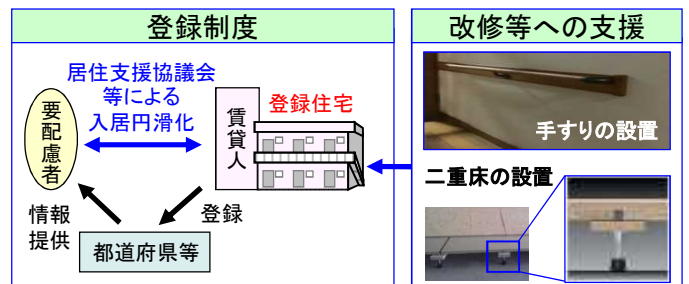 登録制度
居住支援協議会
等による
入居円滑化
要配慮者
賃貸人
登録住宅
情報
提供
登録
都道府県等
改修等への支援
手すりの設置
二重床の設置